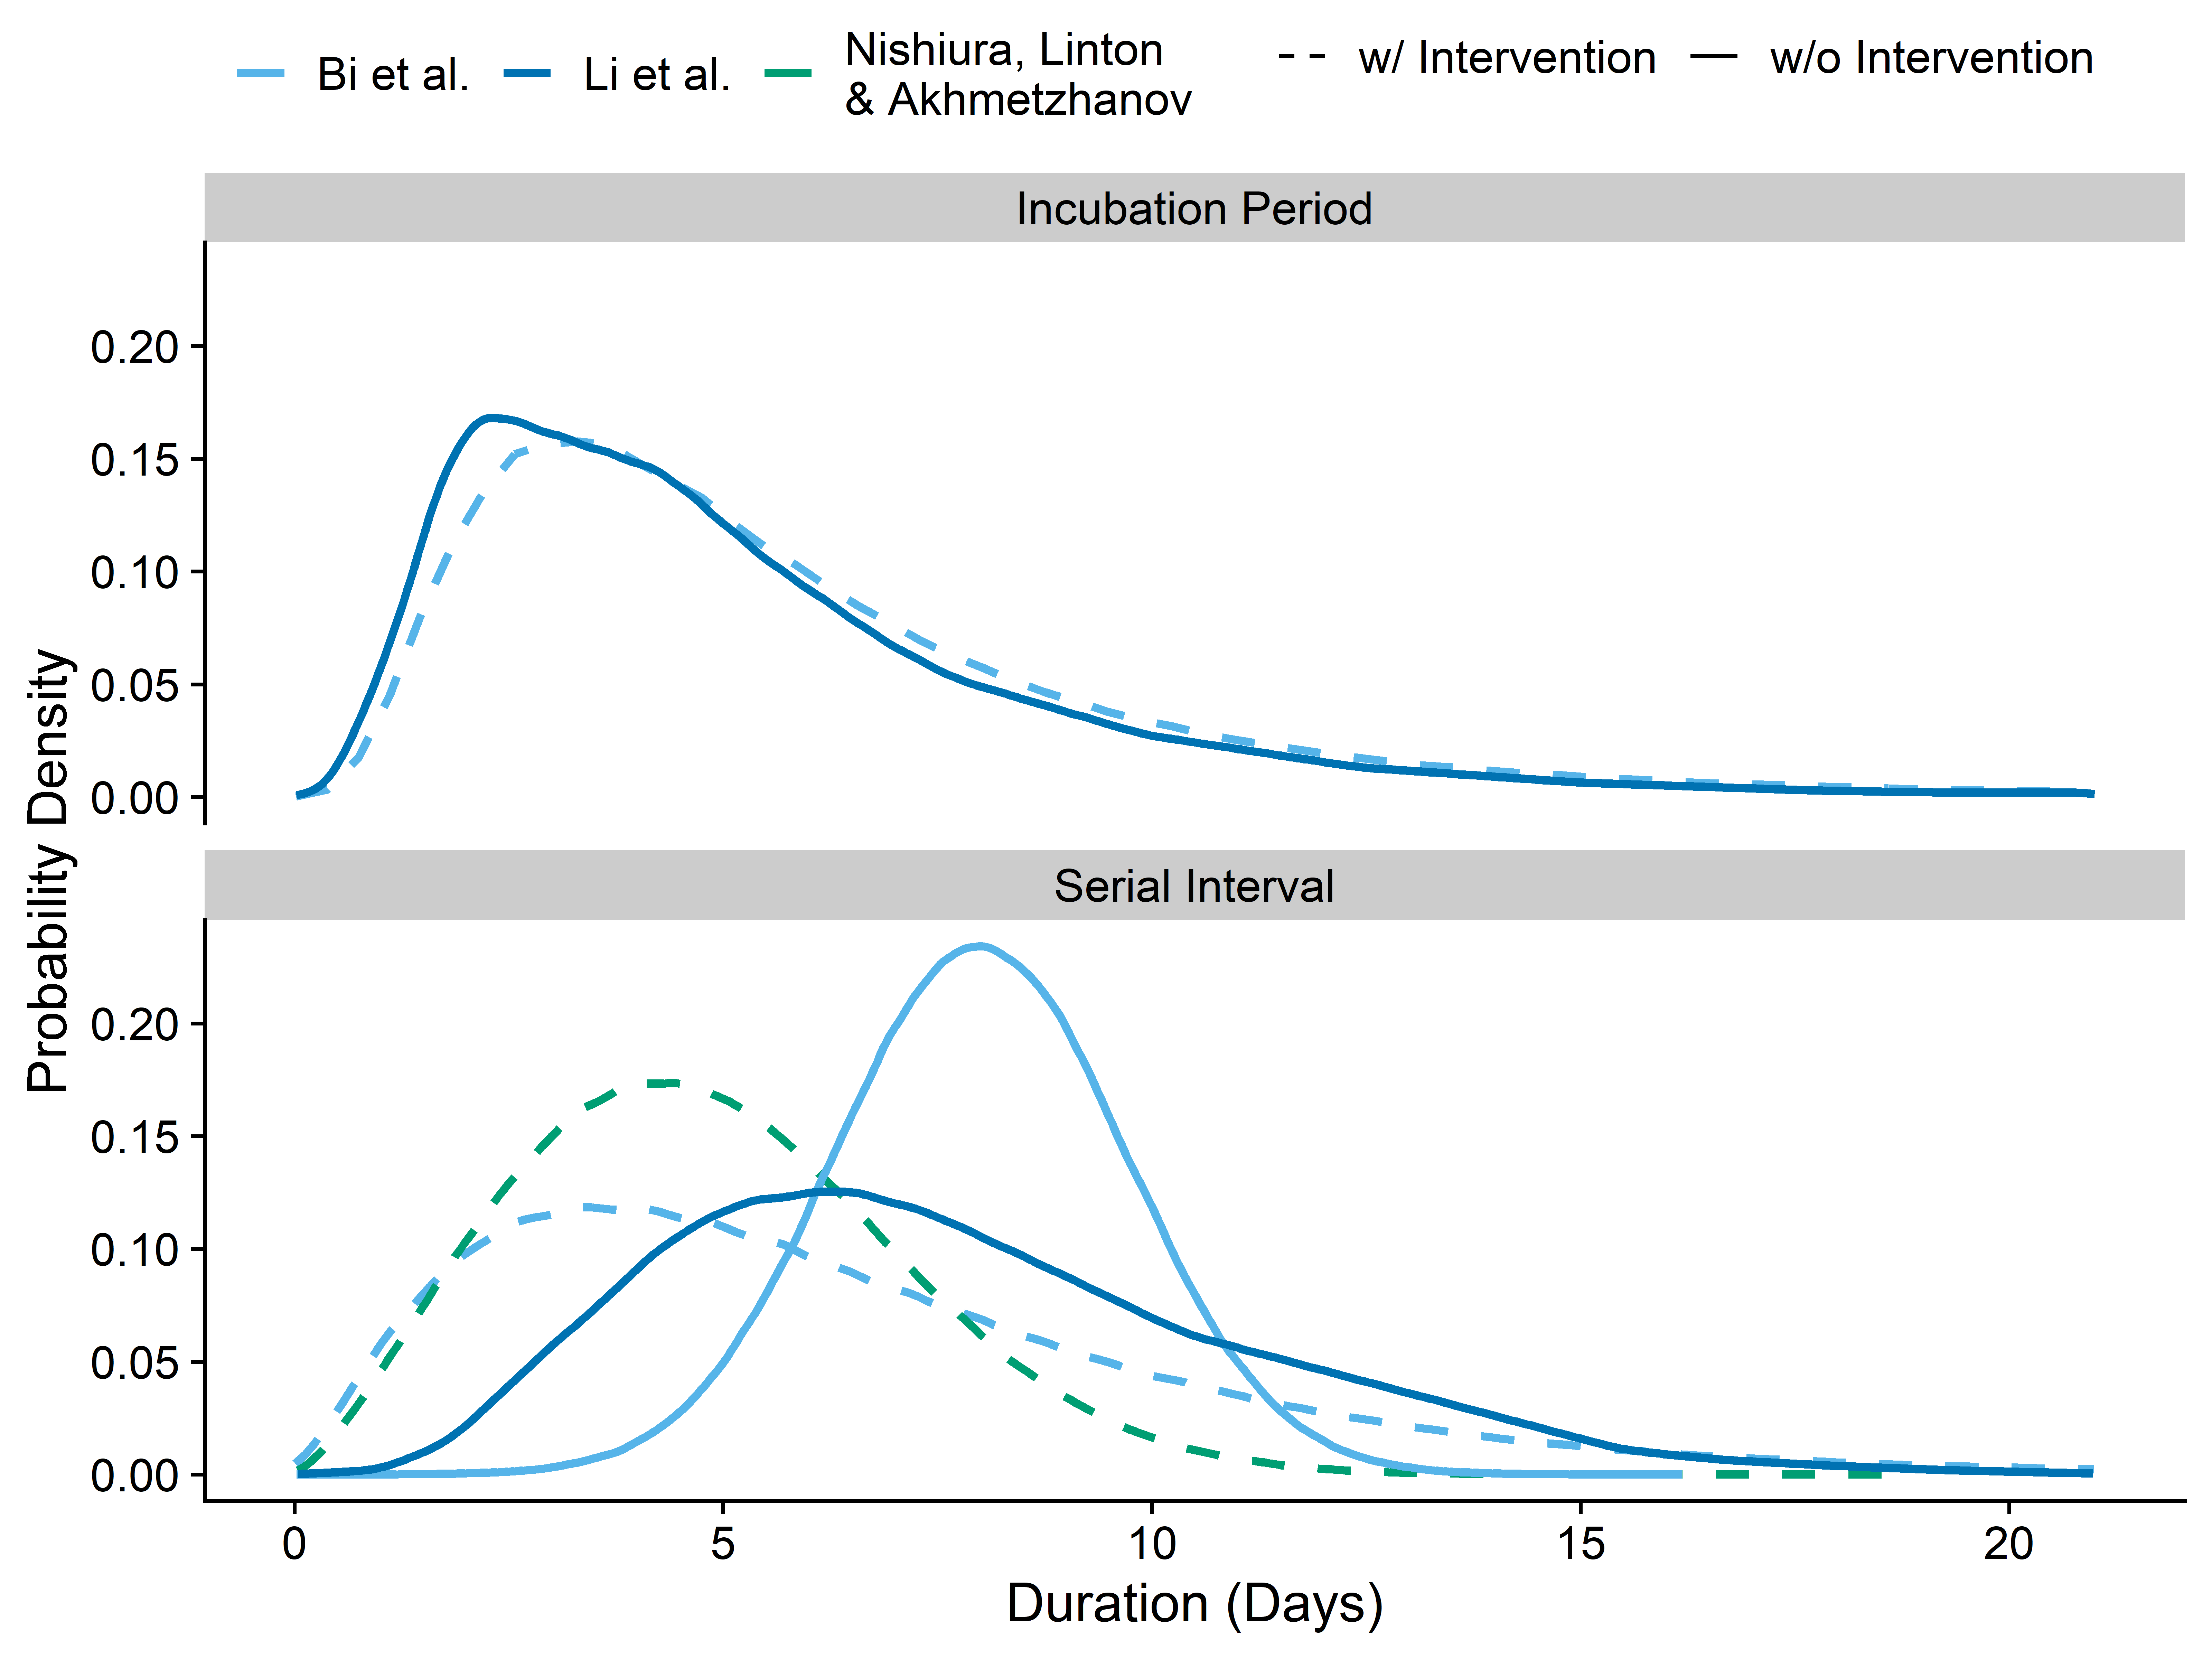 Bi et al. Li et al. Nishiura, Linton
& Akhmetzhanov
w/ Intervention w/o Intervention
Incubation Period
0.20
0.15
0.10
0.05
0.00
Probability Density
Serial Interval
0.20
0.15
0.10
0.05
0.00
0 5 10 15 20
Duration (Days)